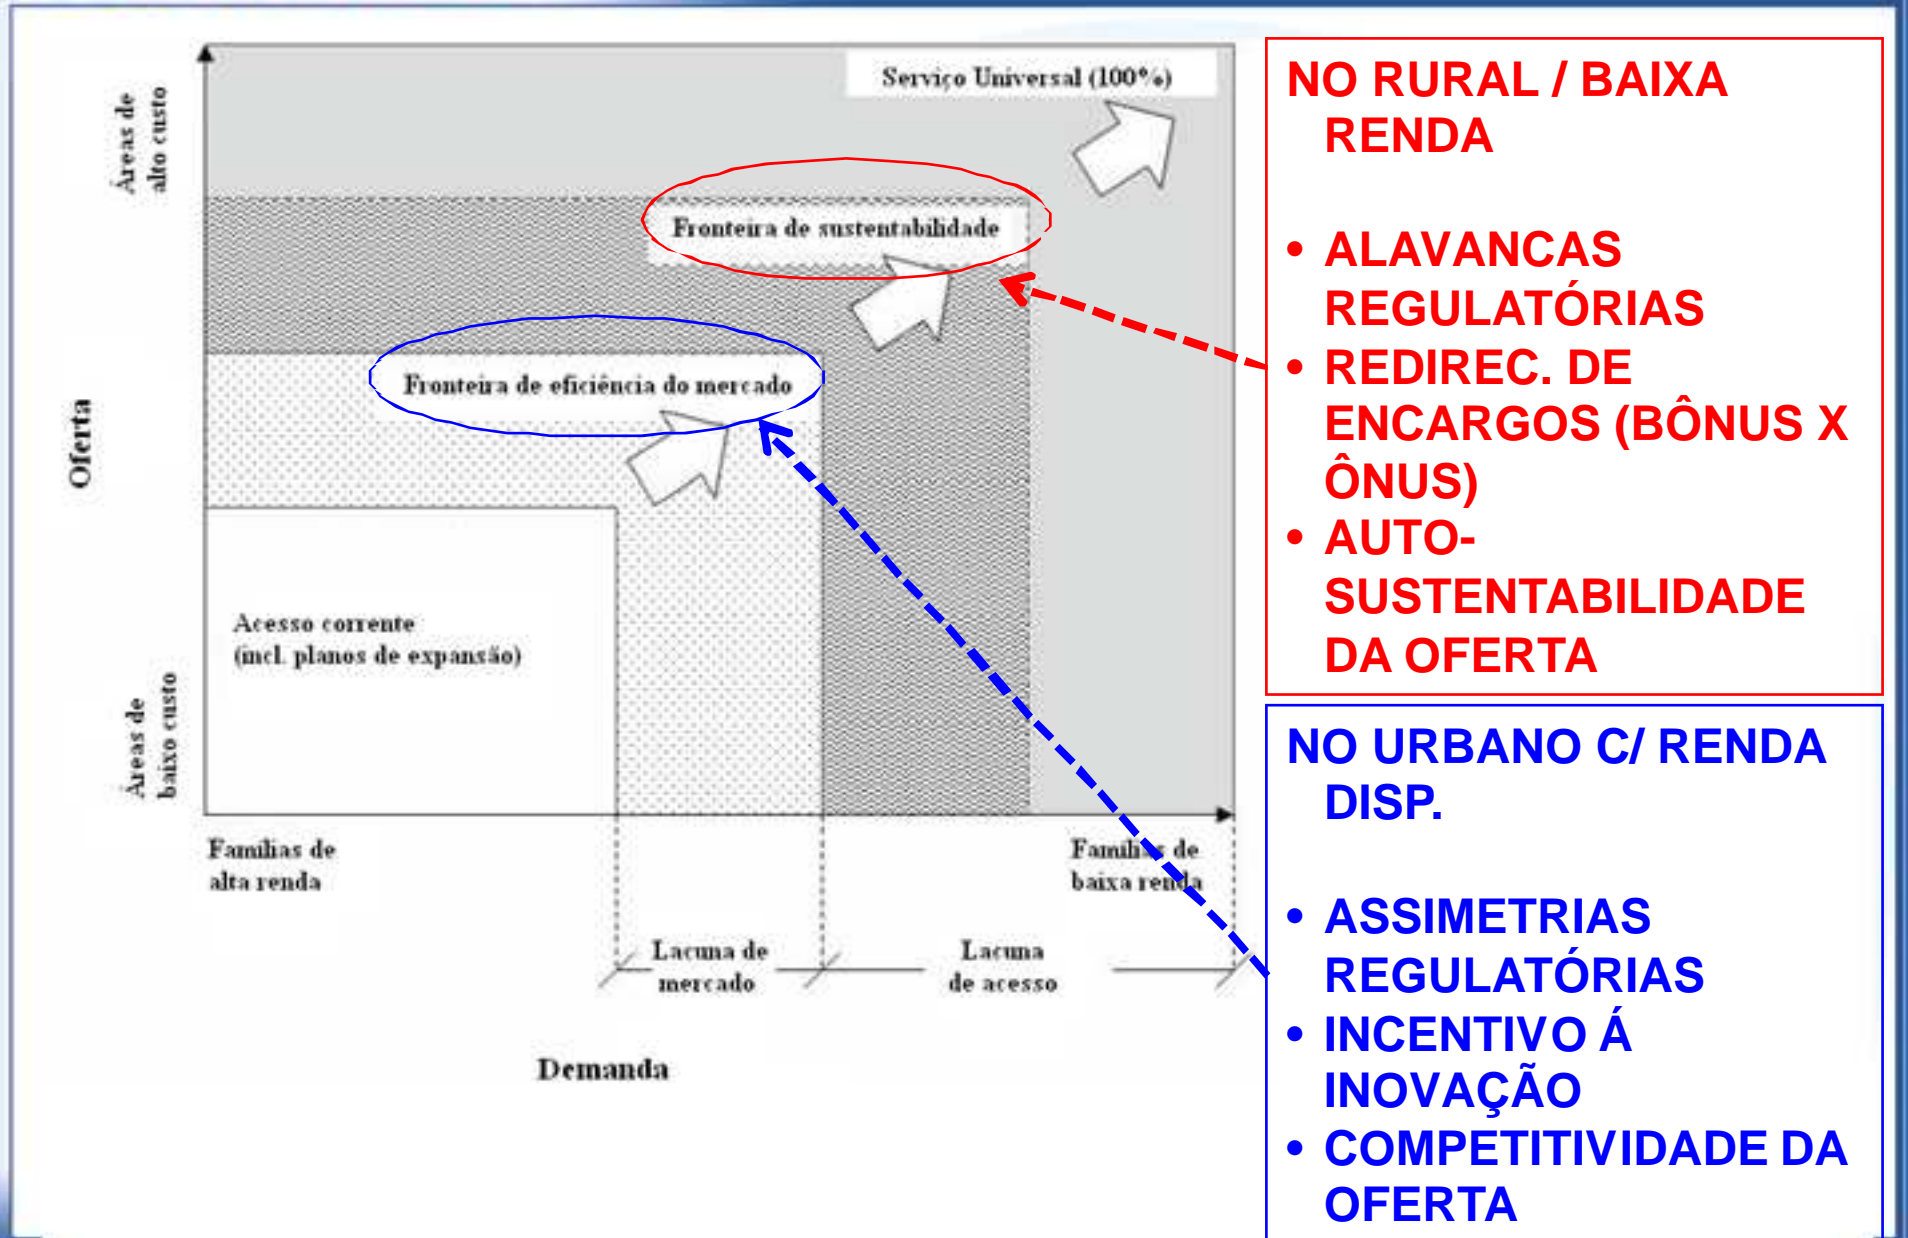 Serviço Universal (100%)
Áreas de
alto custo
Fronteira de sustentabilidade
Fronteira de eficiência do mercado
Oferta
Acesso corrente
(incl. planos de expansão)
Áreas de
baixo custo
Famílias de
alta renda
Famílias de
baixa renda
Lacuna de
mercado
Lacuna
de acesso
Demanda
NO RURAL / BAIXA
RENDA
• ALAVANCAS
REGULATÓRIAS
• REDIREC. DE
ENCARGOS (BÔNUS X
ÔNUS)
• AUTO-
SUSTENTABILIDADE
DA OFERTA
NO URBANO C/ RENDA
DISP.
• ASSIMETRIAS
REGULATÓRIAS
• INCENTIVO Á
INOVAÇÃO
• COMPETITIVIDADE DA
OFERTA